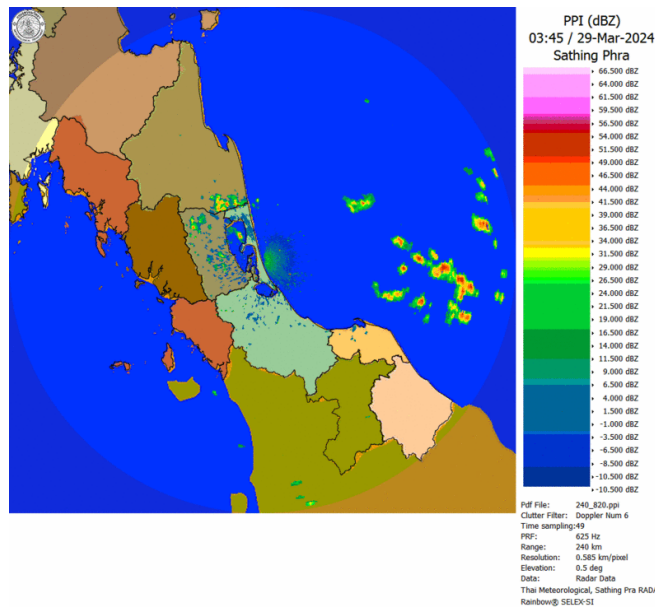 PPI (dBZ)
03:45 / 29-Mar-2024
Sathing Phra
66.500 dBZ
64.000 dBZ
61.500 dBZ
59.500 dBZ
56.500 dBZ
54.000 dBZ
51.500 dBZ
49.000 dBZ
46.500 dBZ
44.000 dBZ
41.500 dBZ
39.000 dBZ
36.500 dBZ
34.000 dBZ
31.500 dBZ
29.000 dBZ
26.500 dBZ
24.000 dBZ
21.500 dBZ
19.000 dBZ
16.500 dBZ
14.000 dBZ
11.500 dBZ
9.000 dBZ
6.500 dBZ
4.000 dBZ
1.500 dBZ
-1.000 dBZ
-3.500 dBZ
-6.500 dBZ
-8.500 dBZ
-10.500 dBZ
-10.500 dBZ
Pdf File: 240_820.ppi
Clutter Filter: Doppler Num 6
Time sampling:49
PRF: 625 Hz
Range: 240 km
Resolution: 0.585 km/pixel
Elevation: 0.5 deg
Data: Radar Data
Thai Meteorological, Sathing Pra RADA
Rainbow® SELEX-SI